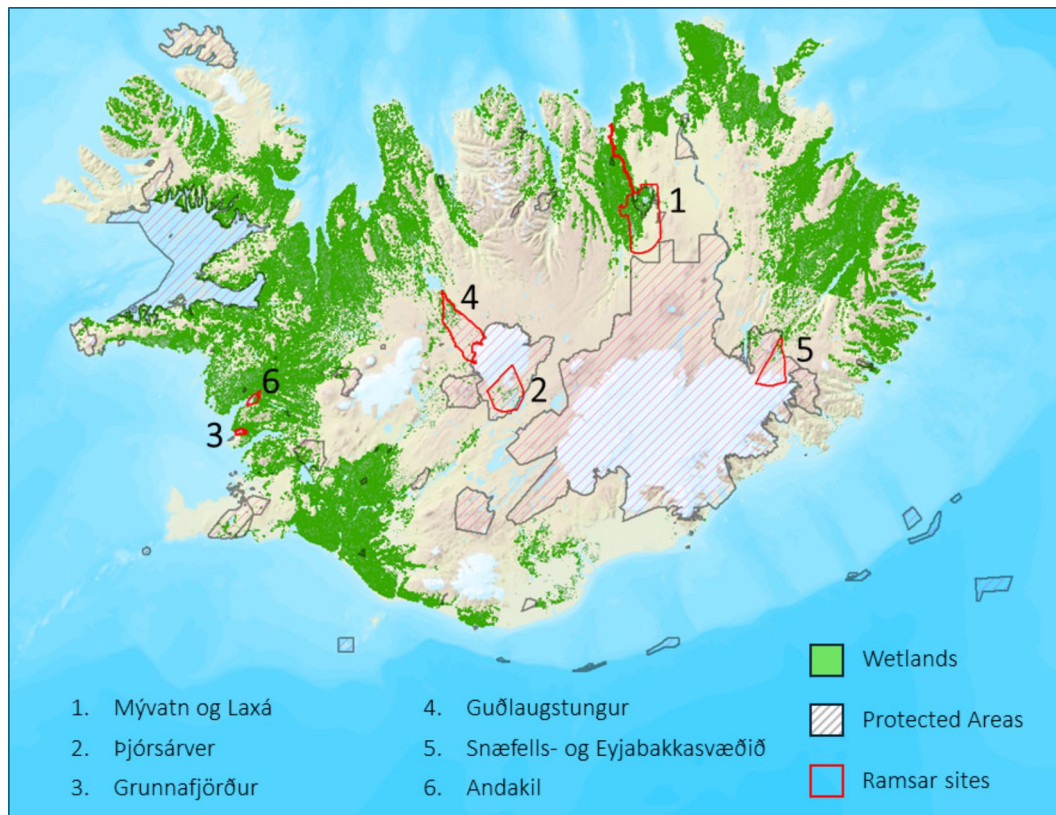 1
4
2
5
6
3
Wetlands
Protected Areas
Ramsar sites
1. Mývatn og Laxá
2. Þjórsárver
3. Grunnafjörður
4. Guðlaugstungur
5. Snæfells- og Eyjabakkasvæðið
6. Andakil